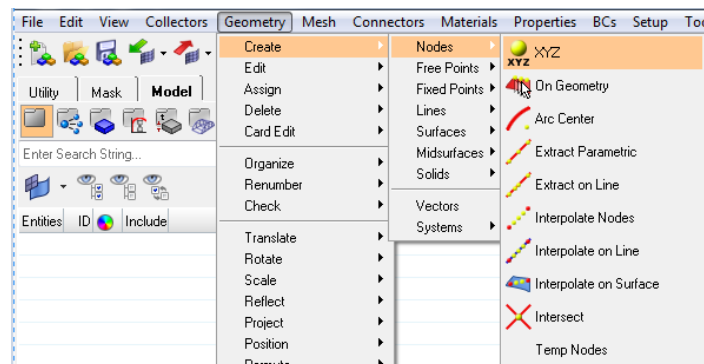 File Edit View Collectors Geometry Mesh Connectors Materials Properties BCs Setup
Utility Mask Model
Enter Search String...
Entities ID Include
Create
Edit
Assign
Delete
Card Edit
Organize
Renumber
Check
Translate
Rotate
Scale
Reflect
Project
Position
Nodes
Free Points
Fixed Points
Lines
Surfaces
Midsurfaces
Solids
Vectors
Systems
XYZ XYZ
On Geometry
Arc Center
Extract Parametric
Extract on Line
Interpolate Nodes
Interpolate on Line
Interpolate on Surface
Intersect
Temp Nodes